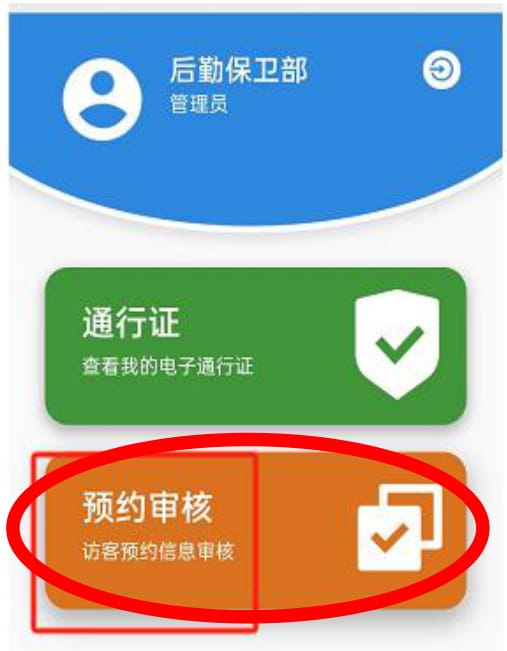 后勤保卫部
管理员
通行证
查看我的电子通行证
预约审核
访客预约信息审核